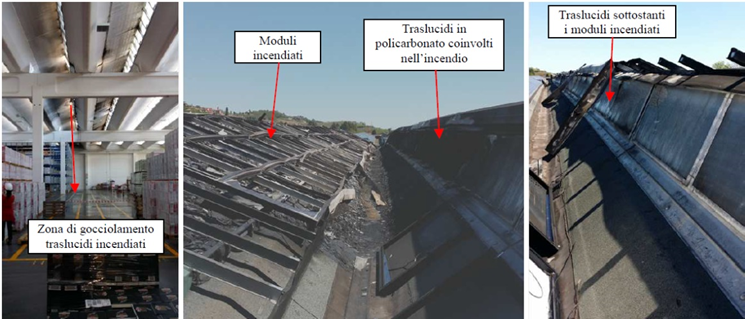 Moduli
incendiati
Traslucidi in
policarbonato coinvolti
nell'incendio
Traslucidi sottostanti
i moduli incendiati
Zona di gocciolamento
traslucidi incendiati